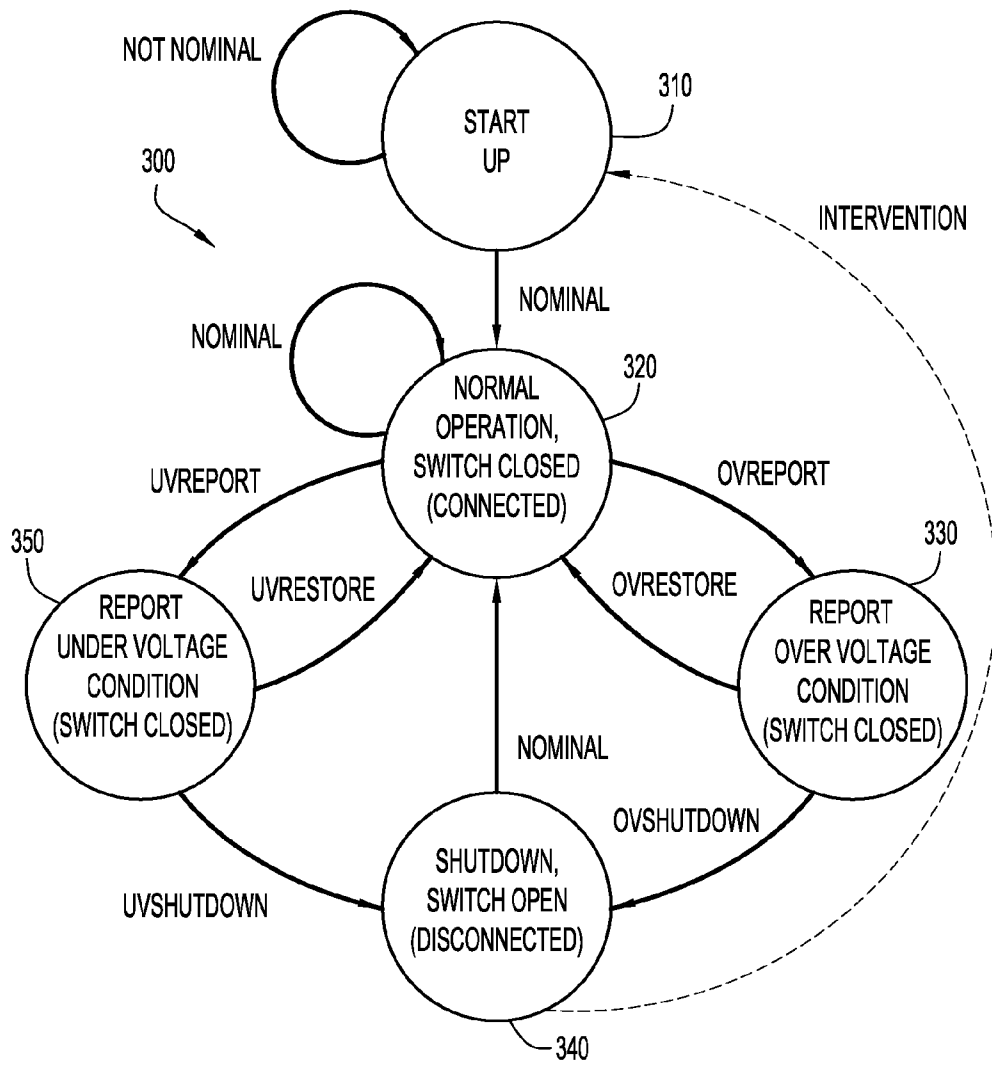 NOT NOMINAL
310
START
UP
300
INTERVENTION
NOMINAL
NOMINAL
320
NORMAL
OPERATION,
SWITCH CLOSED
(CONNECTED)
UVREPORT
OVREPORT
350
330
UVRESTORE
OVRESTORE
REPORT
UNDER VOLTAGE
CONDITION
(SWITCH CLOSED)
REPORT
OVER VOLTAGE
CONDITION
(SWITCH CLOSED)
NOMINAL
OVSHUTDOWN
UVSHUTDOWN
SHUTDOWN,
SWITCH OPEN
(DISCONNECTED)
340